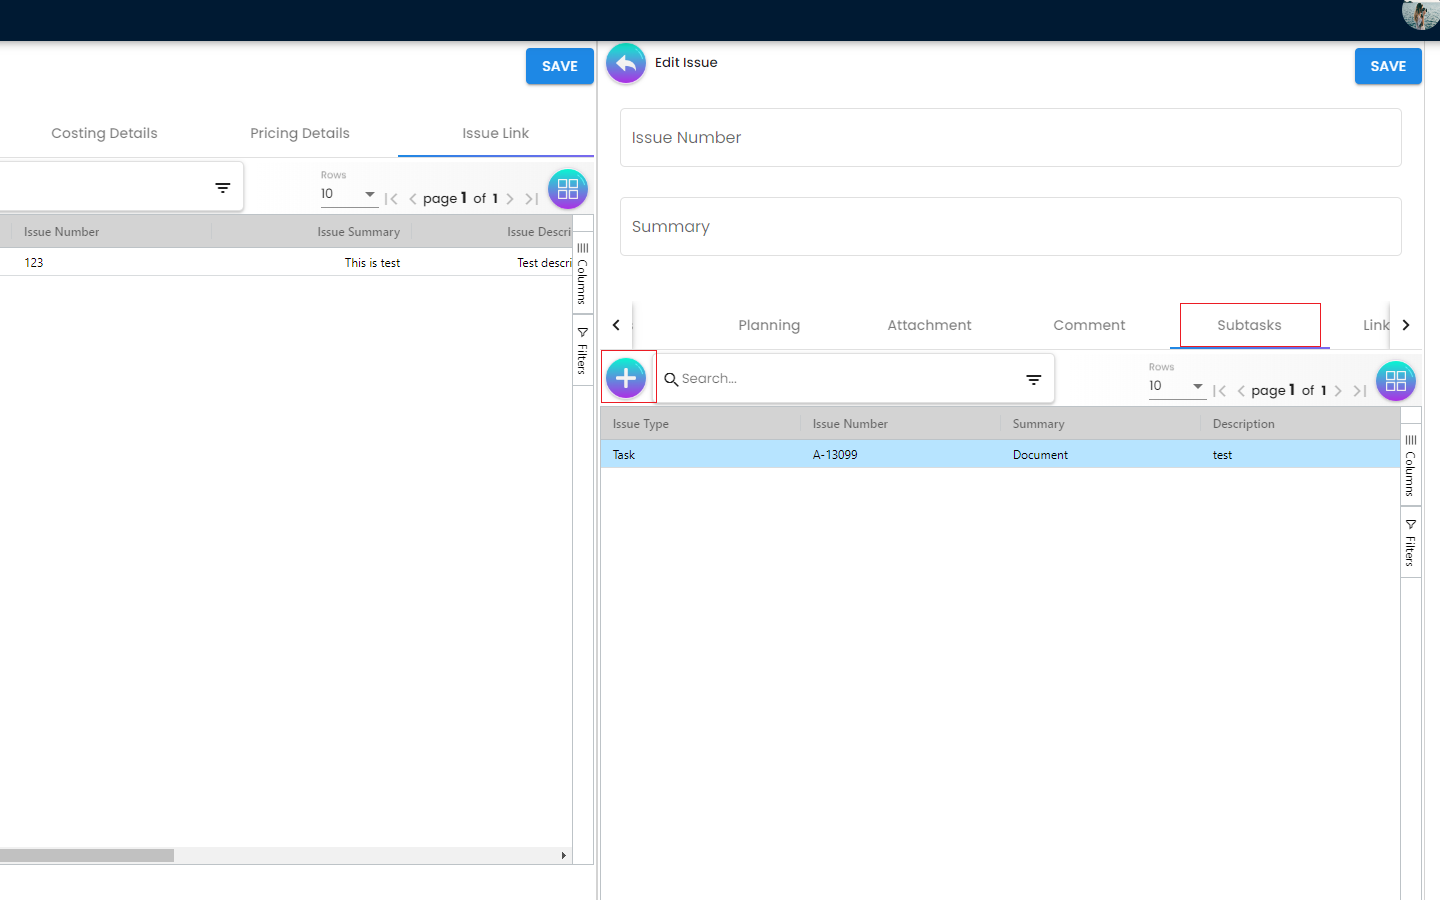 SAVE
Costing Details
Pricing Details
Issue Link
Rows
10
page 1 of 1
Issue Number
Issue Summary
Issue Descri
123
This is test
Test descri
Columns
Filters
Edit Issue
SAVE
Issue Number
Summary
Planning
Attachment
Comment
Subtasks
Link
Search...
Rows
10
page 1 of 1
Issue Type
Issue Number
Summary
Description
Task
A-13099
Document
test
Columns
Filters